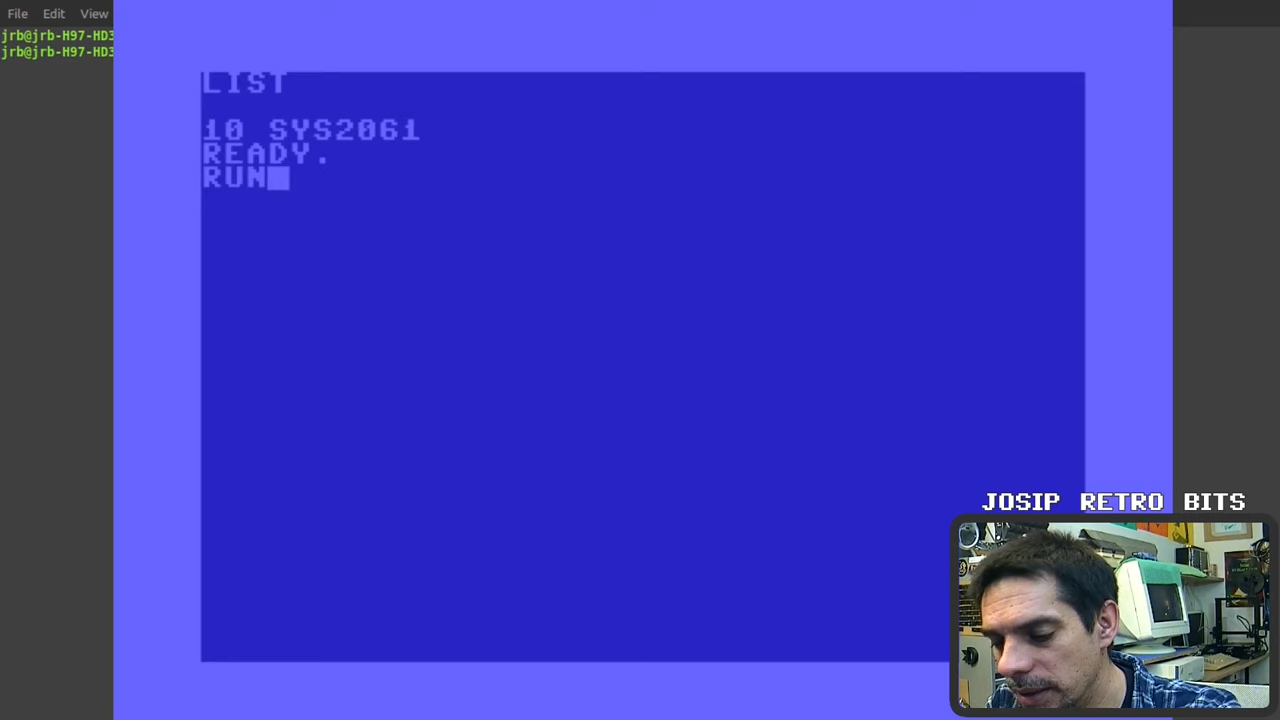 File Edit View
jrb@jrb-H97-HD3
jrb@jrb-H97-HD3
LIST
10 SYS2061
READY.
RUN
JOSIP RETRO BITS